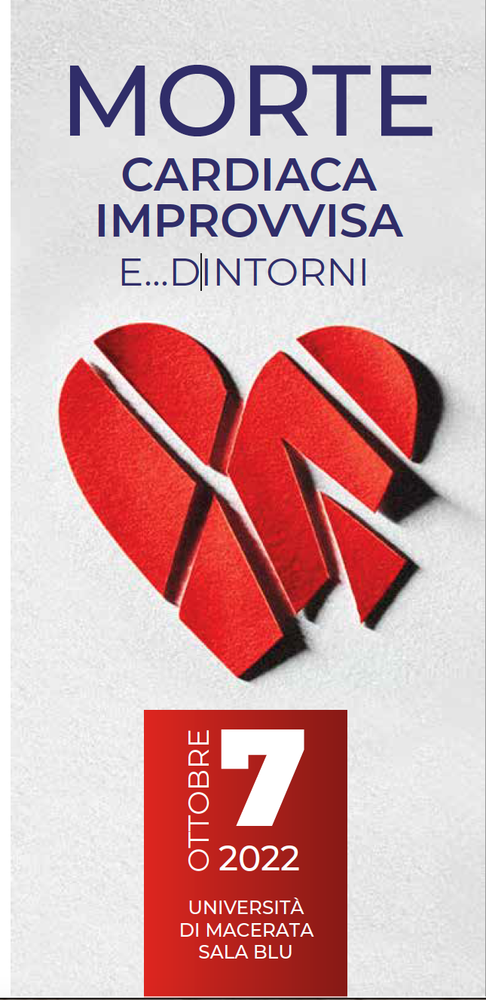 MORTE
CARDIACA
IMPROVVISA
E...DINTORNI
OTTOBRE
7
2022
UNIVERSITÀ
DI MACERATA
SALA BLU